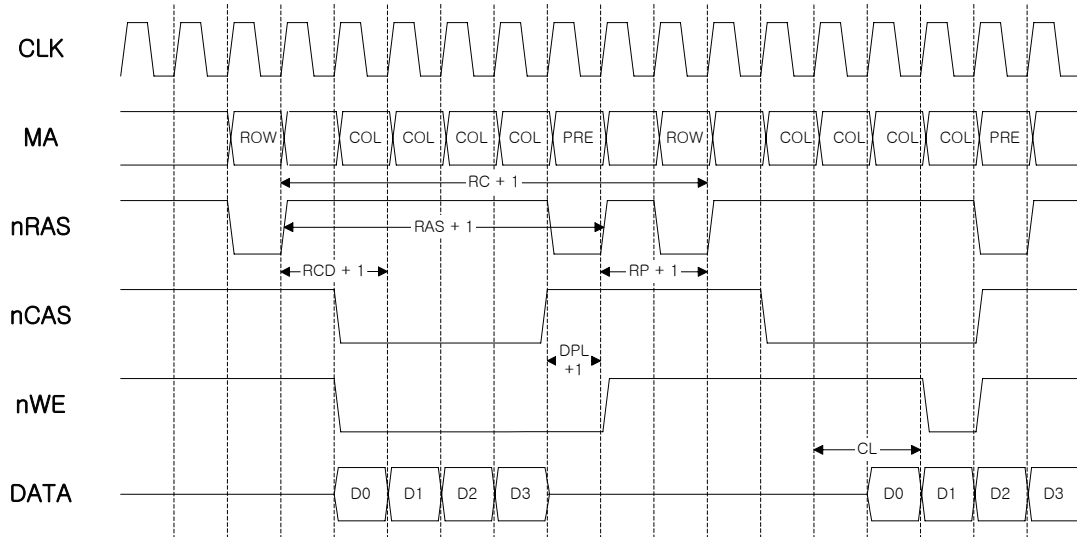 CLK
MA
ROW COL COL COL COL PRE ROW COL COL COL COL PRE
RC + 1
nRAS
RAS + 1
RCD + 1
RP + 1
nCAS
DPL
+1
nWE
CL
DATA
D0 D1 D2 D3 D0 D1 D2 D3